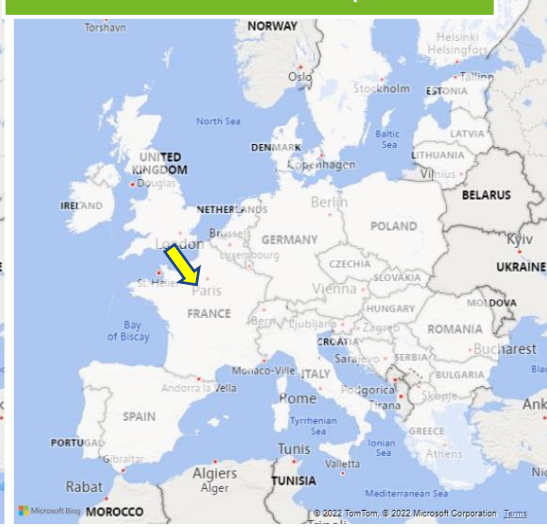 Torshavn
NORWAY
Helsinki
Helsingfors
Oslo
Tallinn
Stockholm
ESTONIA
North Sea
Baltic
Sea
LATVIA
DENMARK
Copenhagen
LITHUANIA
Vilnius
UNITED
KINGDOM
Douglas
BELARUS
IRELAND
NETHERLANDS
Berlin
POLAND
London
Brussels
GERMANY
Kyiv
Luxembourg
CZECHIA
UKRAINE
SLOVAKIA
St. Helier
Paris
Vienna
FRANCE
HUNGARY
MOLDOVA
Bern
Ljubljana
Zagreb
ROMANIA
Bay
of Biscay
CROATIA
Bucharest
Sarajevo
SERBIA
Monaco-Ville
ITALY
BULGARIA
Andorra la Vella
Podgorica
Skopje
Rome
Tirana
Ank
SPAIN
Tyrrhenian
Sea
GREECE
PORTUGAL
Ionian
Sea
Athens
Gibraltar
Tunis
Valletta
Algiers
Alger
Rabat
TUNISIA
Nic
Mediterranean Sea
Microsoft Bing
MOROCCO
© 2022 TomTom, © 2022 Microsoft Corporation Terms
Tripoli